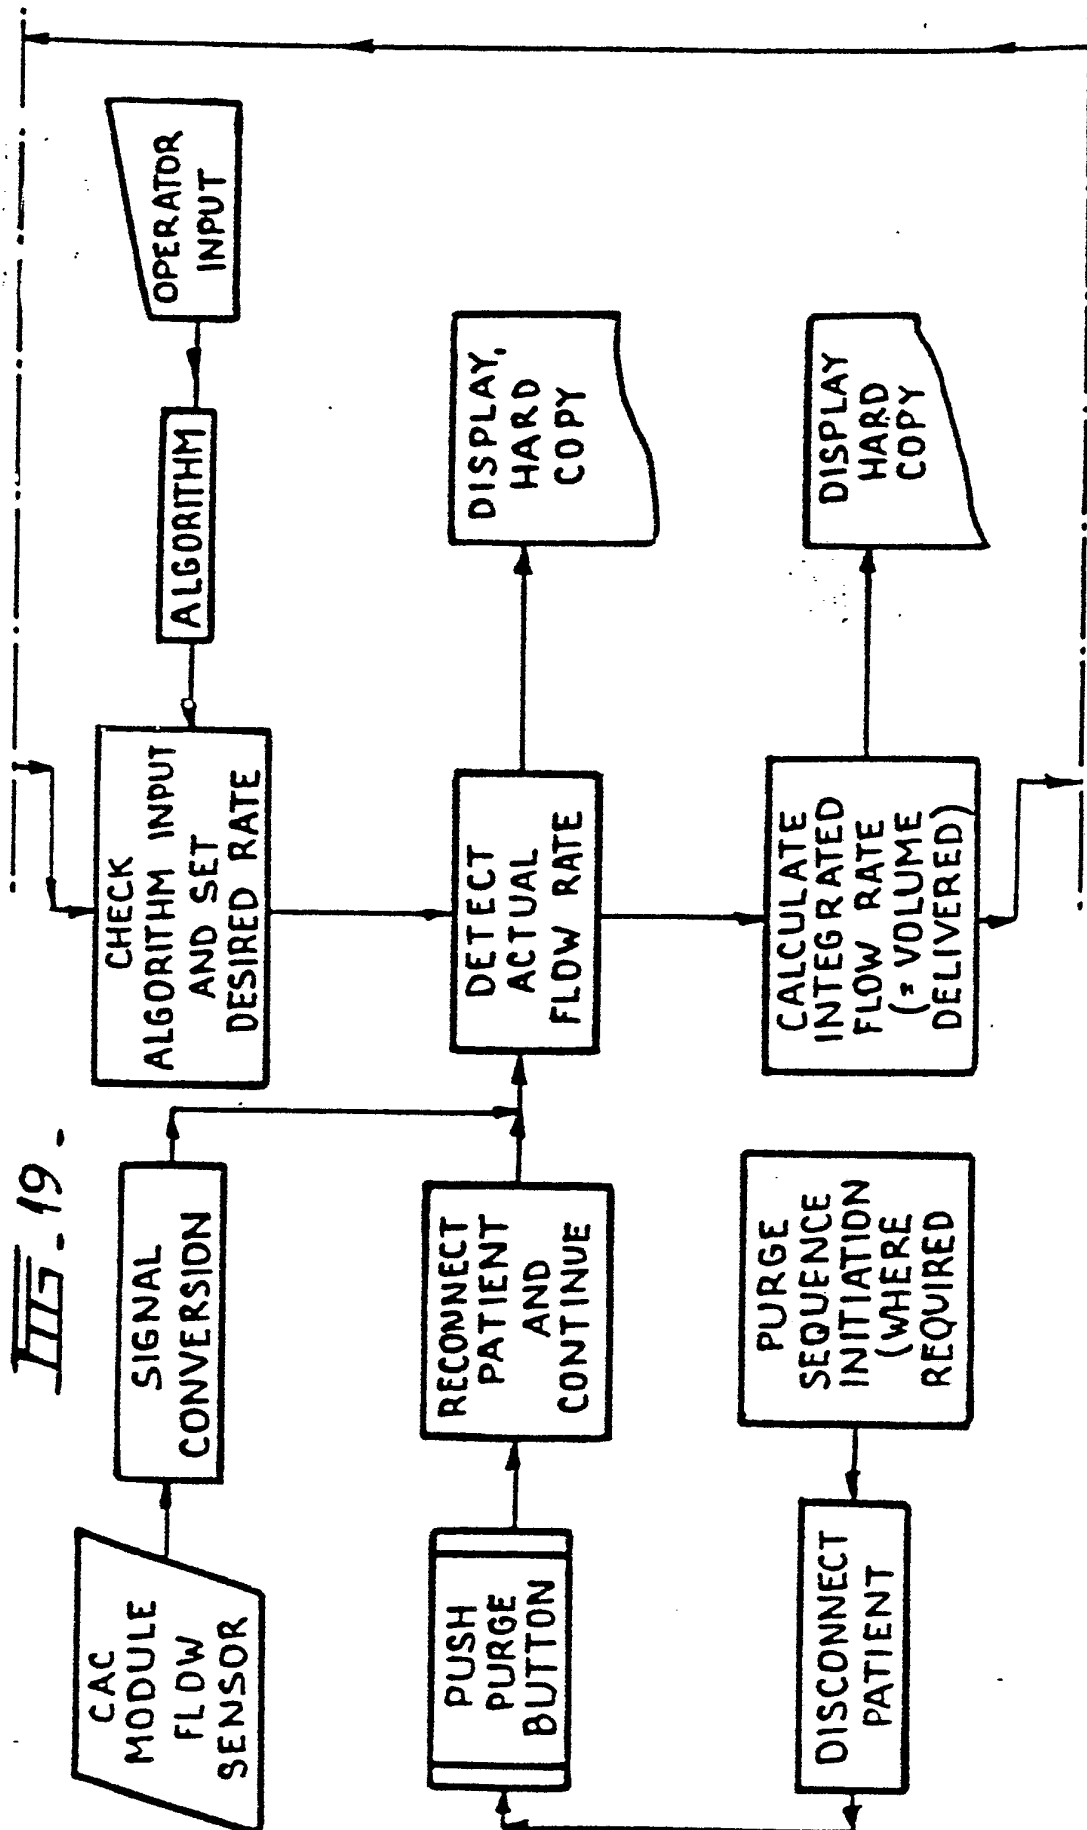 FIG. 19.
CAC
MODULE
FLOW
SENSOR
SIGNAL
CONVERSION
CHECK
ALGORITHM INPUT
AND SET
DESIRED RATE
ALGORITHM
OPERATOR
INPUT
PUSH
PURGE
BUTTON
RECONNECT
PATIENT
AND
CONTINUE
DETECT
ACTUAL
FLOW RATE
DISPLAY,
HARD
COPY
DISCONNECT
PATIENT
PURGE
SEQUENCE
INITIATION
(WHERE
REQUIRED
CALCULATE
INTEGRATED
FLOW RATE
(= VOLUME
DELIVERED)
DISPLAY
HARD
COPY